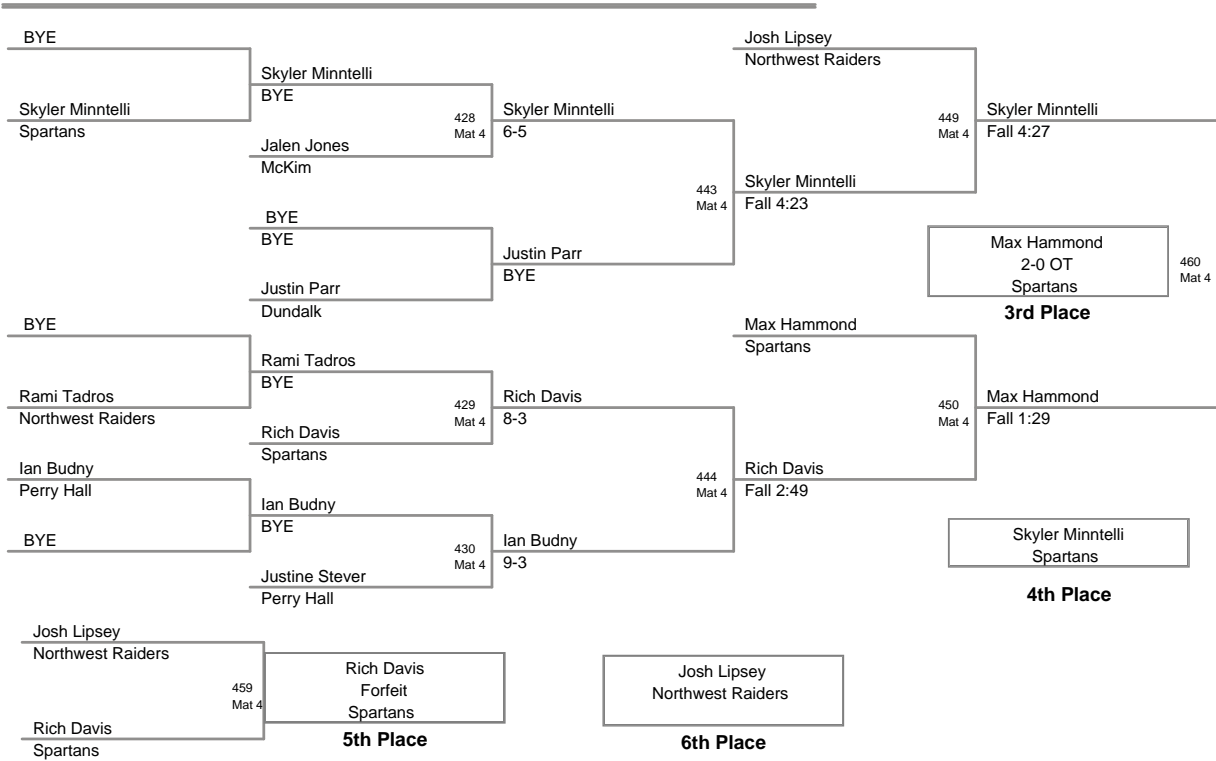 BYE
Skyler Minntelli
Spartans
Skyler Minntelli
BYE
Jalen Jones
McKim
428
Mat 4
Skyler Minntelli
6-5
BYE
BYE
Justin Parr
Dundalk
Justin Parr
BYE
443
Mat 4
Josh Lipsey
Northwest Raiders
Skyler Minntelli
Fall 4:23
449
Mat 4
Skyler Minntelli
Fall 4:27
Max Hammond
2-0 OT
Spartans
460
Mat 4
3rd Place
BYE
Rami Tadros
Northwest Raiders
Rami Tadros
BYE
Rich Davis
Spartans
429
Mat 4
Rich Davis
8-3
Ian Budny
Perry Hall
BYE
Ian Budny
BYE
Justine Stever
Perry Hall
430
Mat 4
Ian Budny
9-3
444
Mat 4
Max Hammond
Spartans
Rich Davis
Fall 2:49
450
Mat 4
Max Hammond
Fall 1:29
Skyler Minntelli
Spartans
4th Place
Josh Lipsey
Northwest Raiders
Rich Davis
Spartans
459
Mat 4
Rich Davis
Forfeit
Spartans
5th Place
Josh Lipsey
Northwest Raiders
6th Place